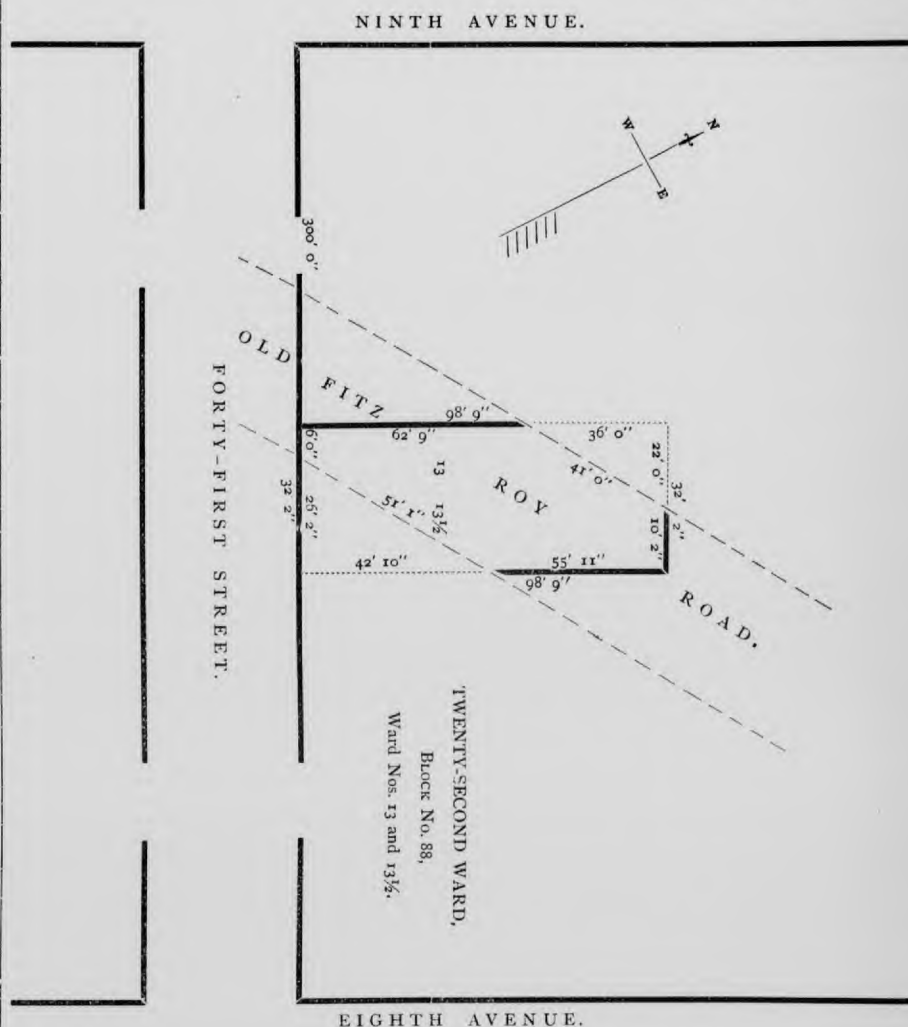 NINTH AVENUE.
W
N
E
300' 0"
OLD
FITZ
ROY
ROAD.
FORTY-FIRST STREET.
98' 9"
62' 9"
36' 0"
22' 0"
41' 0"
32' 2"
10' 2"
6' 0"
13
13½
51' 1"
32' 2"
26' 2"
42' 10"
55' 11"
98' 9"
TWENTY-SECOND WARD,
BLOCK No. 88,
Ward Nos. 13 and 13½.
EIGHTH AVENUE.